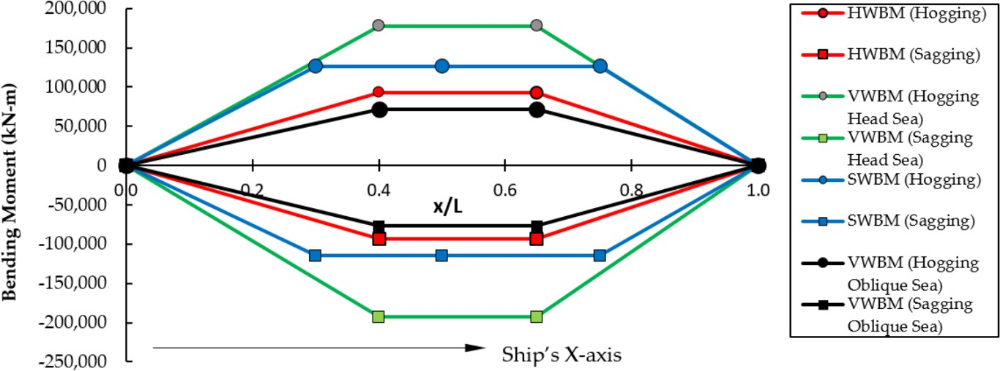 200,000
150,000
100,000
50,000
0
-50,000
-100,000
-150,000
-200,000
-250,000
Bending Moment (kN-m)
0.0
0.2
0.4
0.6
0.8
1.0
x/L
Ship's X-axis
HWBM (Hogging)
HWBM (Sagging)
VWBM (Hogging
Head Sea)
VWBM (Sagging
Head Sea)
SWBM (Hogging)
SWBM (Sagging)
VWBM (Hogging
Oblique Sea)
VWBM (Sagging
Oblique Sea)